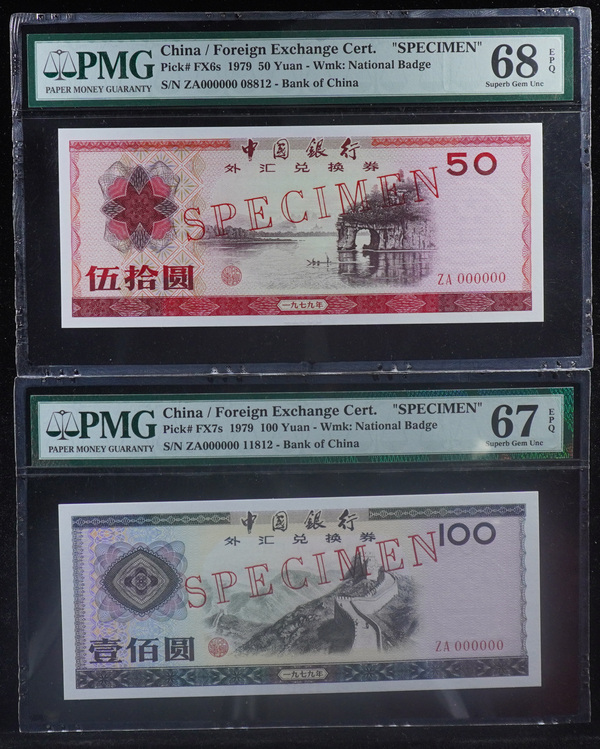 PMG
PAPER MONEY GUARANTY
China / Foreign Exchange Cert. "SPECIMEN"
Pick# FX6s 1979 50 Yuan - Wmk: National Badge
S/N ZA000000 08812 - Bank of China
68 EPQ
Superb Gem Unc
中国银行
外汇兑换券
50
SPECIMEN
伍拾圆
ZA 000000
一九七九年
PMG
PAPER MONEY GUARANTY
China / Foreign Exchange Cert. "SPECIMEN"
Pick# FX7s 1979 100 Yuan - Wmk: National Badge
S/N ZA000000 11812 - Bank of China
67 EPQ
Superb Gem Unc
中国银行
外汇兑换券
100
SPECIMEN
壹佰圆
ZA 000000
一九七九年